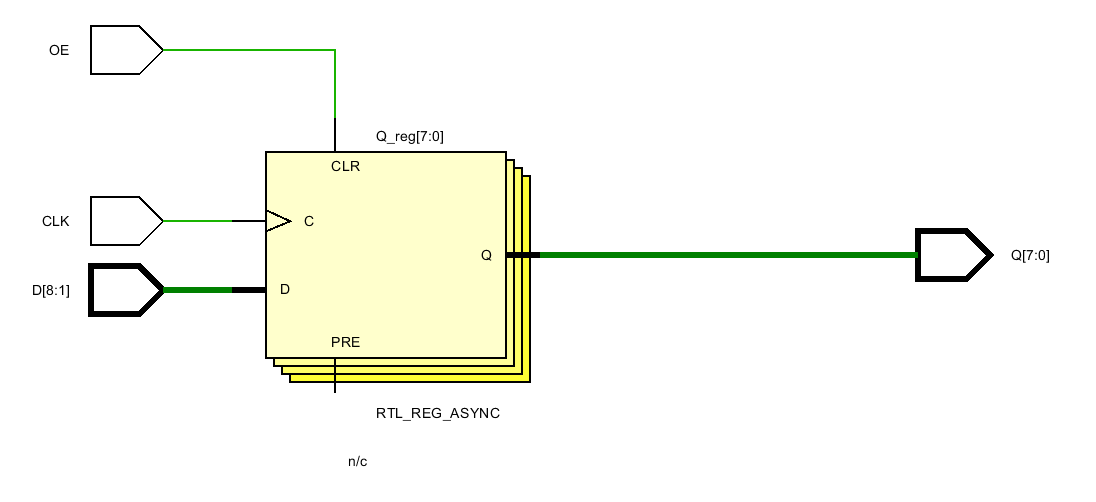 OE
Q_reg[7:0]
CLR
CLK
C
Q
Q[7:0]
D[8:1]
D
PRE
RTL_REG_ASYNC
n/c